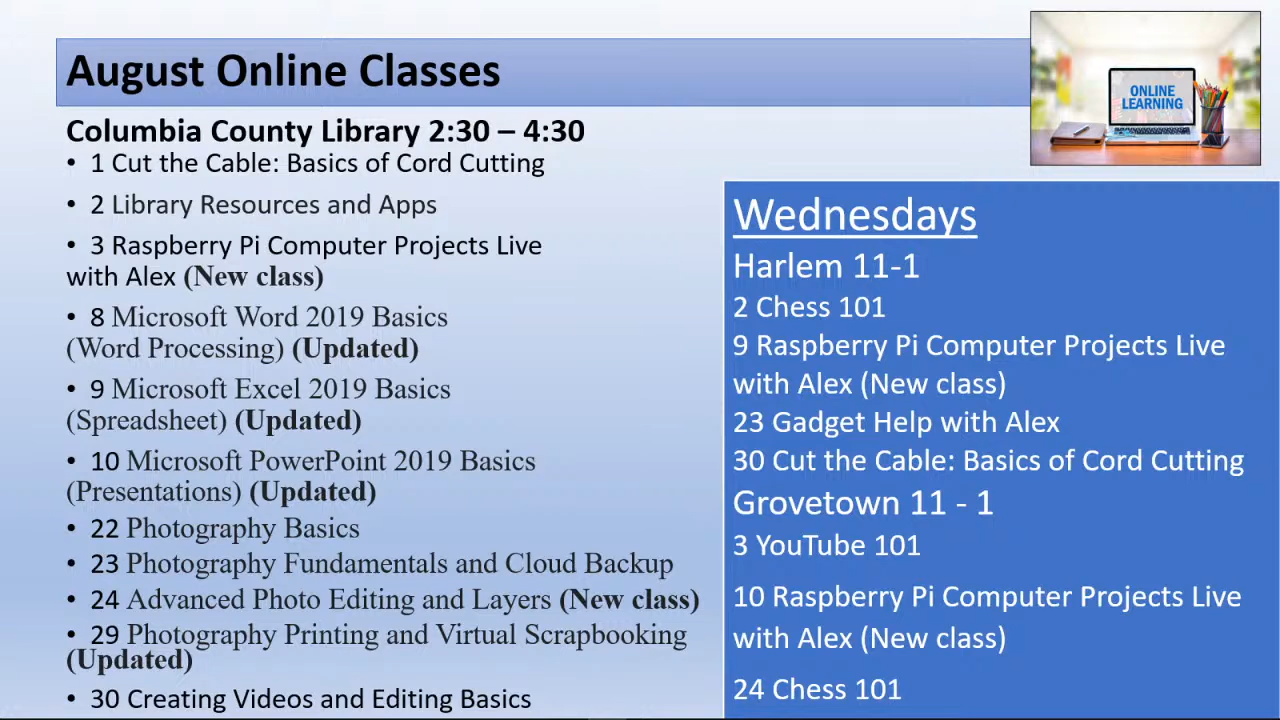 August Online Classes
ONLINE
LEARNING
Columbia County Library 2:30 – 4:30
• 1 Cut the Cable: Basics of Cord Cutting
• 2 Library Resources and Apps
• 3 Raspberry Pi Computer Projects Live
with Alex (New class)
• 8 Microsoft Word 2019 Basics
(Word Processing) (Updated)
• 9 Microsoft Excel 2019 Basics
(Spreadsheet) (Updated)
• 10 Microsoft PowerPoint 2019 Basics
(Presentations) (Updated)
• 22 Photography Basics
• 23 Photography Fundamentals and Cloud Backup
• 24 Advanced Photo Editing and Layers (New class)
• 29 Photography Printing and Virtual Scrapbooking
(Updated)
• 30 Creating Videos and Editing Basics
Wednesdays
Harlem 11-1
2 Chess 101
9 Raspberry Pi Computer Projects Live
with Alex (New class)
23 Gadget Help with Alex
30 Cut the Cable: Basics of Cord Cutting
Grovetown 11 - 1
3 YouTube 101
10 Raspberry Pi Computer Projects Live
with Alex (New class)
24 Chess 101